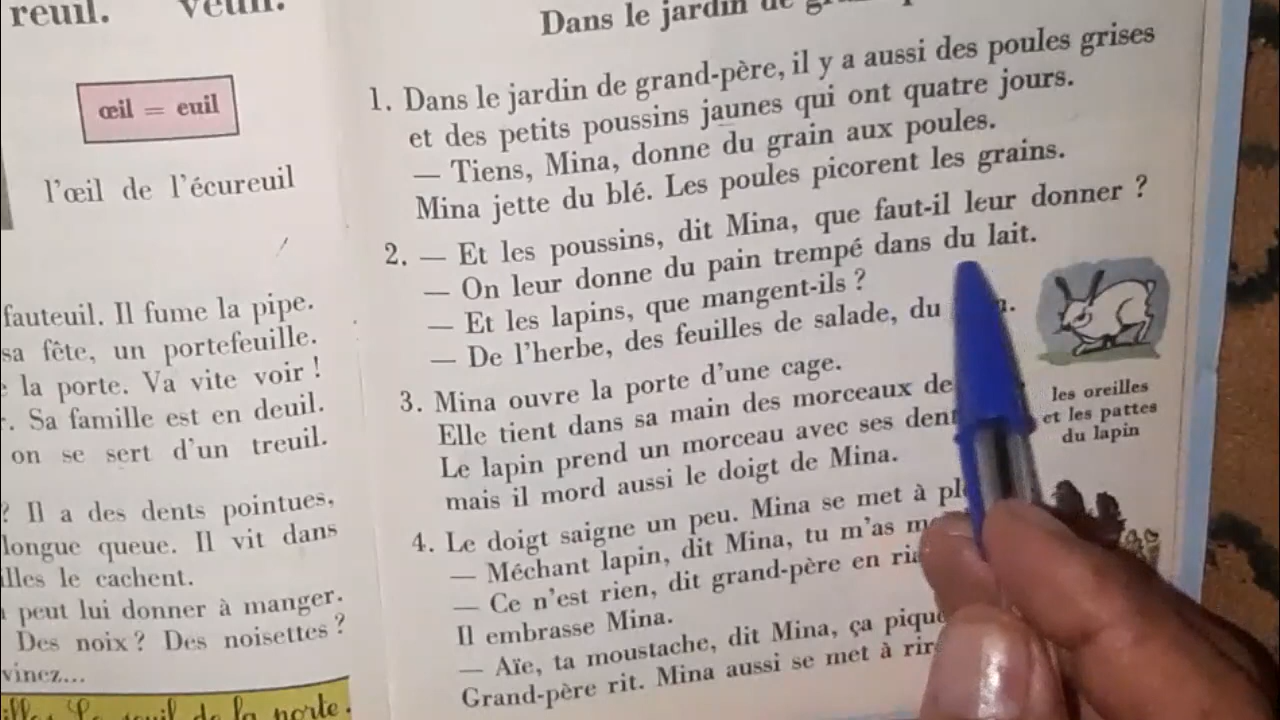 veuil.
œil = euil
l'œil de l'écureuil
fauteuil. Il fume la pipe.
sa fête, un portefeuille.
la porte. Va vite voir !
Sa famille est en deuil.
on se sert d'un treuil.
? Il a des dents pointues,
longue queue. Il vit dans
le cachent.
peut lui donner à manger.
Des noix ? Des noisettes ?
de la porte.
Dans le jardin de
1. Dans le jardin de grand-père, il y a aussi des poules grises
et des petits poussins jaunes qui ont quatre jours.
— Tiens, Mina, donne du grain aux poules.
Mina jette du blé. Les poules picorent les grains.
2. — Et les poussins, dit Mina, que faut-il leur donner ?
— On leur donne du pain trempé dans du lait.
— Et les lapins, que mangent-ils ?
— De l'herbe, des feuilles de salade, du
3. Mina ouvre la porte d'une cage.
Elle tient dans sa main des morceaux de
Le lapin prend un morceau avec ses
mais il mord aussi le doigt de Mina.
4. Le doigt saigne un peu. Mina se met à
— Méchant lapin, dit Mina, tu m'as
— Ce n'est rien, dit grand-père en
Il embrasse Mina.
— Aïe, ta moustache, dit Mina, ça
Grand-père rit. Mina aussi se met à
les oreilles
et les pattes
du lapin